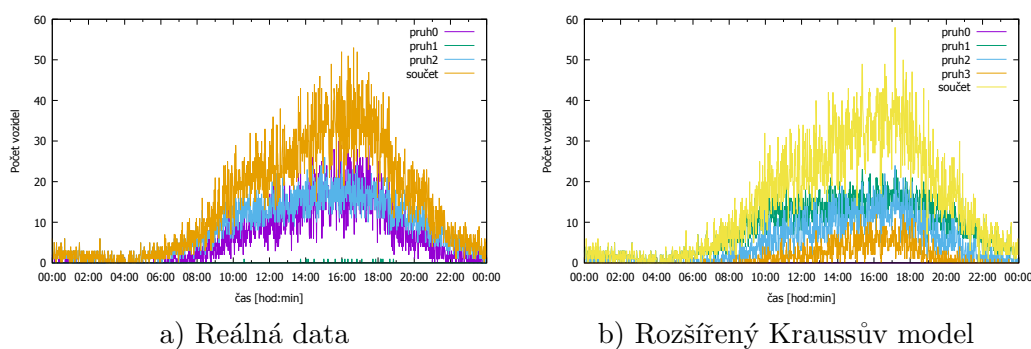 60
50
40
30
20
10
0
00:00 02:00 04:00 06:00 08:00 10:00 12:00 14:00 16:00 18:00 20:00 22:00 00:00
Počet vozidel
čas [hod:min]
pruh0
pruh1
pruh2
součet
a) Reálná data
60
50
40
30
20
10
0
00:00 02:00 04:00 06:00 08:00 10:00 12:00 14:00 16:00 18:00 20:00 22:00 00:00
Počet vozidel
čas [hod:min]
pruh0
pruh1
pruh2
pruh3
součet
b) Rozšířený Kraussův model